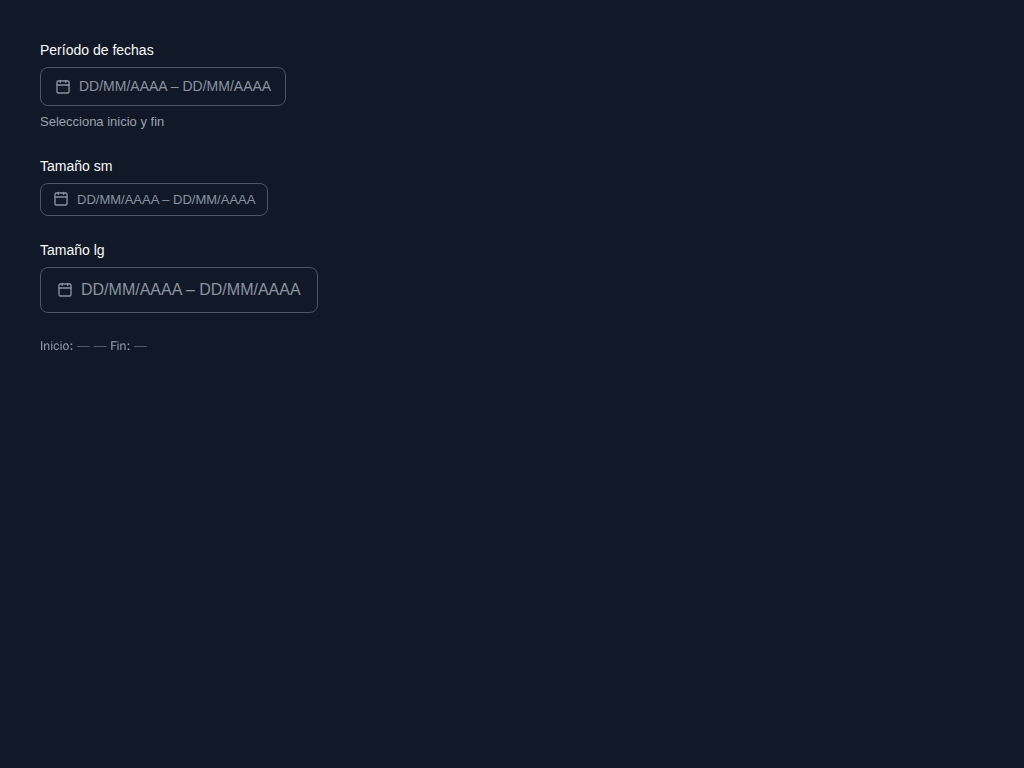 Período de fechas
DD/MM/AAAA – DD/MM/AAAA
Selecciona inicio y fin
Tamaño sm
DD/MM/AAAA – DD/MM/AAAA
Tamaño lg
DD/MM/AAAA – DD/MM/AAAA
Inicio: — — Fin: —